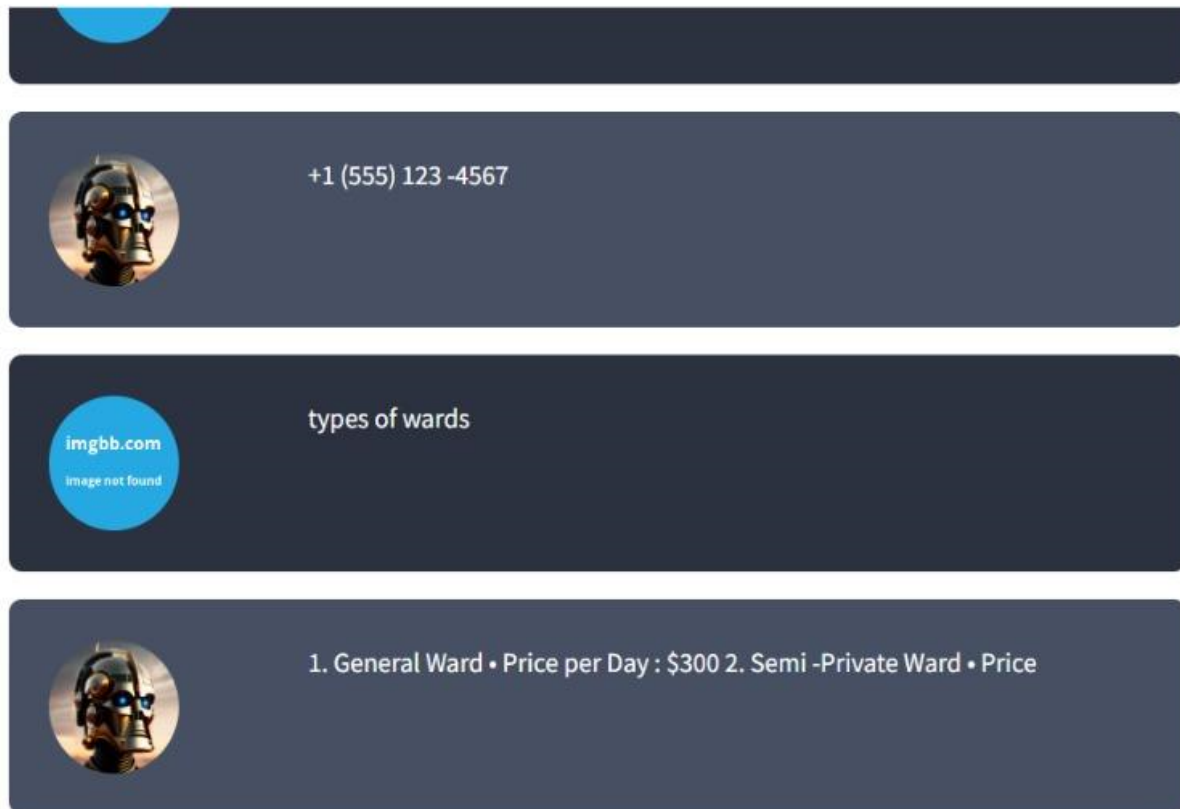 +1 (555) 123 -4567
imgbb.com
image not found
types of wards
1. General Ward • Price per Day : $300 2. Semi -Private Ward • Price